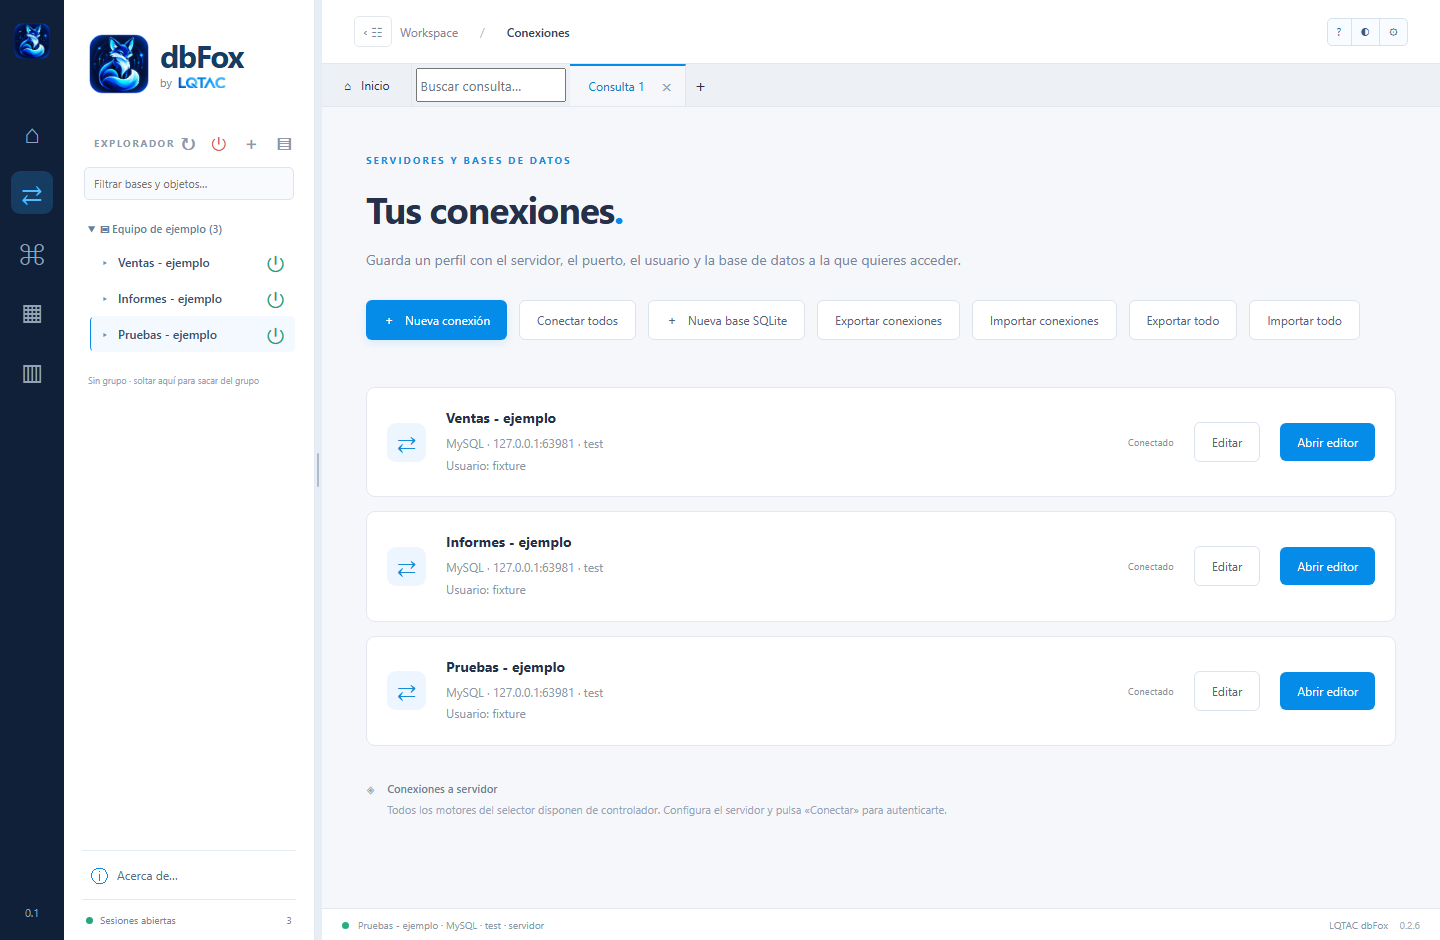 dbFox
by LQTAC
EXPLORADOR
Filtrar bases y objetos...
Equipo de ejemplo (3)
Ventas - ejemplo
Informes - ejemplo
Pruebas - ejemplo
Sin grupo · soltar aquí para sacar del grupo
Acerca de...
Sesiones abiertas 3
0.1
Workspace / Conexiones
?
Inicio
Buscar consulta...
Consulta 1 ×
+
SERVIDORES Y BASES DE DATOS
Tus conexiones.
Guarda un perfil con el servidor, el puerto, el usuario y la base de datos a la que quieres acceder.
+ Nueva conexión
Conectar todos
+ Nueva base SQLite
Exportar conexiones
Importar conexiones
Exportar todo
Importar todo
Ventas - ejemplo
MySQL · 127.0.0.1:63981 · test
Usuario: fixture
Conectado
Editar
Abrir editor
Informes - ejemplo
MySQL · 127.0.0.1:63981 · test
Usuario: fixture
Conectado
Editar
Abrir editor
Pruebas - ejemplo
MySQL · 127.0.0.1:63981 · test
Usuario: fixture
Conectado
Editar
Abrir editor
Conexiones a servidor
Todos los motores del selector disponen de controlador. Configura el servidor y pulsa «Conectar» para autenticarte.
Pruebas - ejemplo · MySQL · test · servidor
LQTAC dbFox 0.2.6